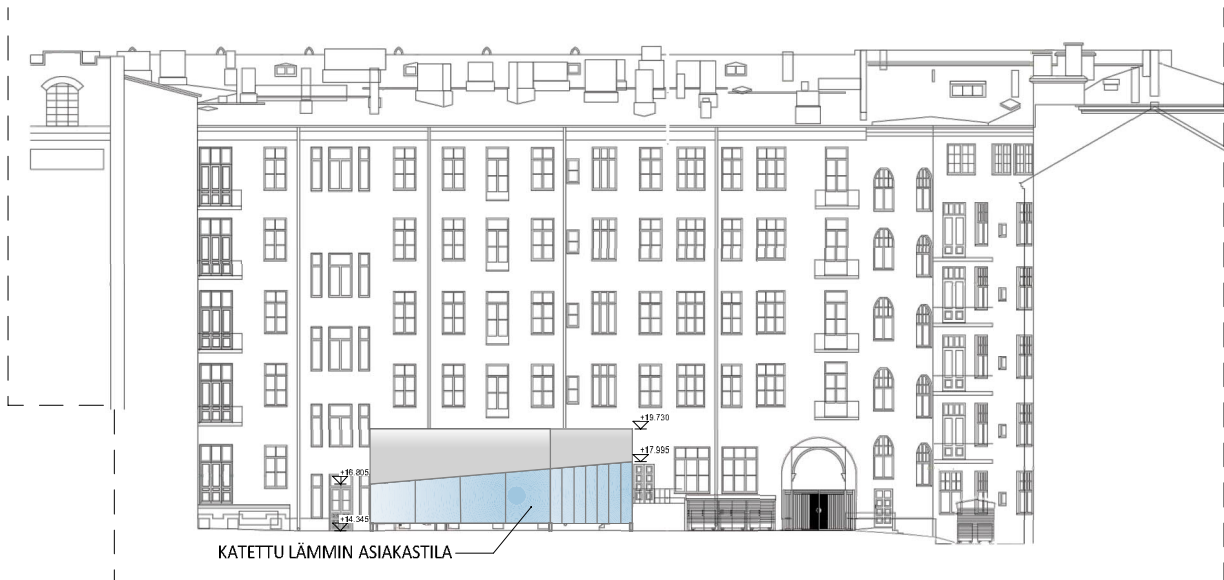 +19.730
+17.995
+16.805
+14.345
KATETTU LÄMMIN ASIAKASTILA